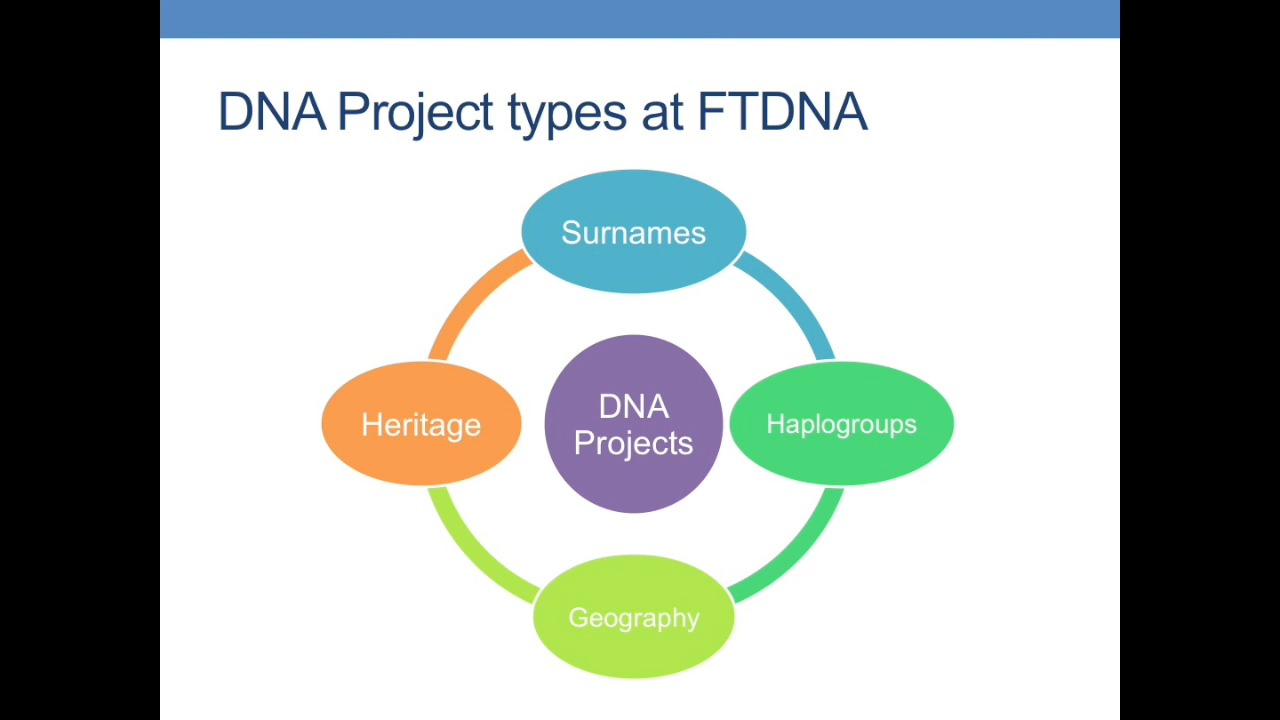 DNA Project types at FTDNA
Surnames
Heritage
DNA
Projects
Haplogroups
Geography